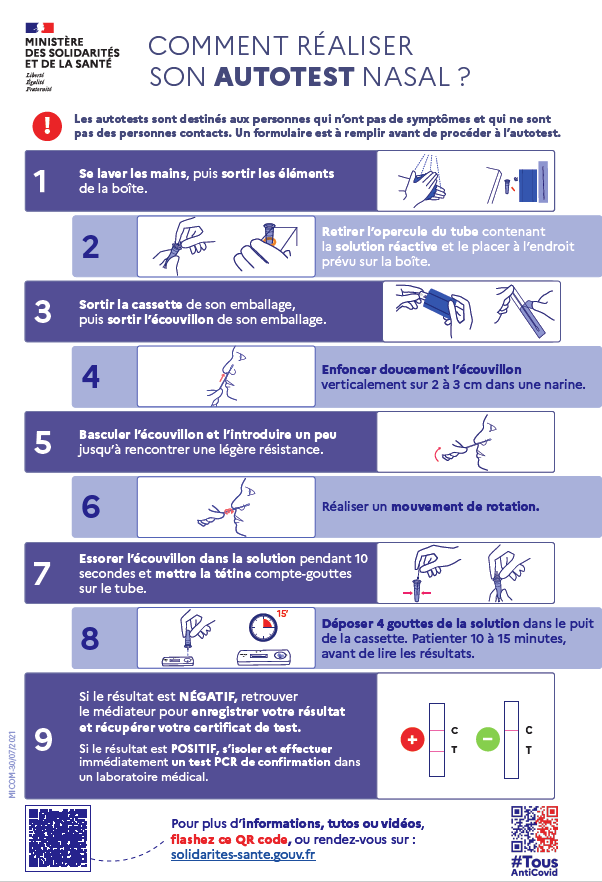 MINISTÈRE
DES SOLIDARITÉS
ET DE LA SANTÉ
Liberté
Égalité
Fraternité
COMMENT RÉALISER
SON AUTOTEST NASAL ?
!
Les autotests sont destinés aux personnes qui n'ont pas de symptômes et qui ne sont
pas des personnes contacts. Un formulaire est à remplir avant de procéder à l'autotest.
1
Se laver les mains, puis sortir les éléments
de la boîte.
2
Retirer l'opercule du tube contenant
la solution réactive et le placer à l'endroit
prévu sur la boîte.
3
Sortir la cassette de son emballage,
puis sortir l'écouvillon de son emballage.
4
Enfoncer doucement l'écouvillon
verticalement sur 2 à 3 cm dans une narine.
5
Basculer l'écouvillon et l'introduire un peu
jusqu'à rencontrer une légère résistance.
6
Réaliser un mouvement de rotation.
7
Essorer l'écouvillon dans la solution pendant 10
secondes et mettre la tétine compte-gouttes
sur le tube.
8
15'
Déposer 4 gouttes de la solution dans le puit
de la cassette. Patienter 10 à 15 minutes,
avant de lire les résultats.
9
Si le résultat est NÉGATIF, retrouver
le médiateur pour enregistrer votre résultat
et récupérer votre certificat de test.
Si le résultat est POSITIF, s'isoler et effectuer
immédiatement un test PCR de confirmation dans
un laboratoire médical.
+
C
T
–
C
T
MICOM-30/07/2021
Pour plus d'informations, tutos ou vidéos,
flashez ce QR code, ou rendez-vous sur :
solidarites-sante.gouv.fr
#Tous
AntiCovid